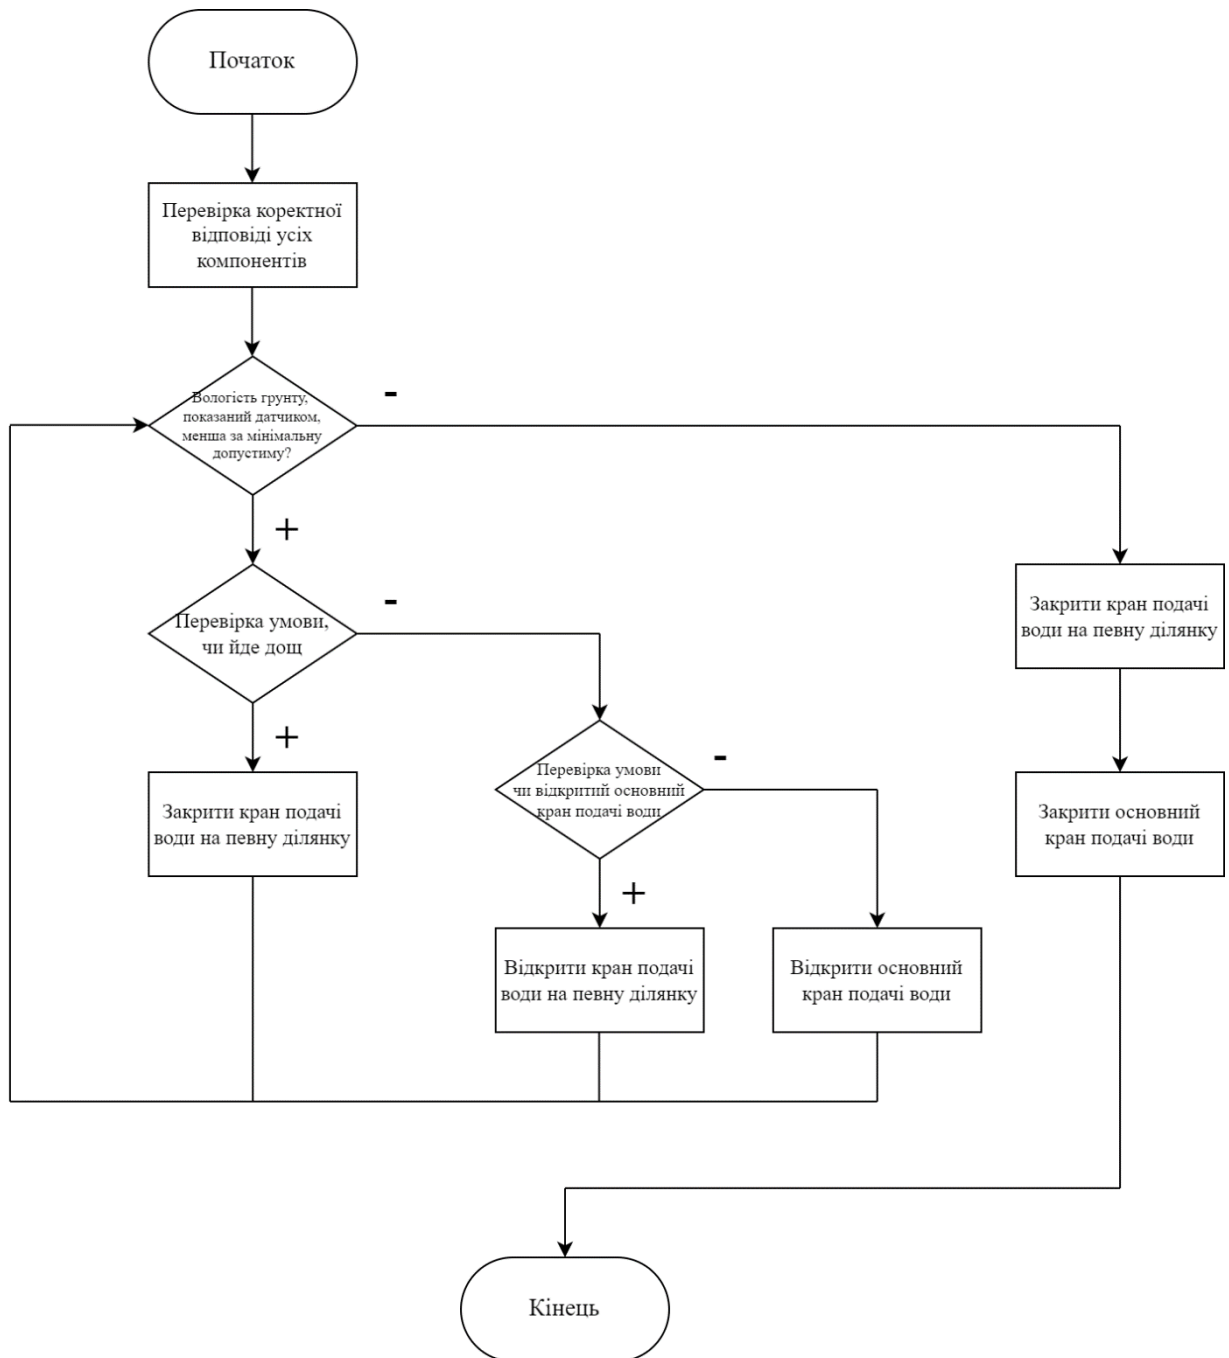 Початок
Перевірка коректної
відповіді усіх
компонентів
Вологість грунту,
показаний датчиком,
менша за мінімальну
допустиму?
-
+
Перевірка умови,
чи йде дощ
-
Закрити кран подачі
води на певну ділянку
+
Перевірка умови
чи відкритий основний
кран подачі води
-
Закрити кран подачі
води на певну ділянку
Закрити основний
кран подачі води
+
Відкрити кран подачі
води на певну ділянку
Відкрити основний
кран подачі води
Кінець